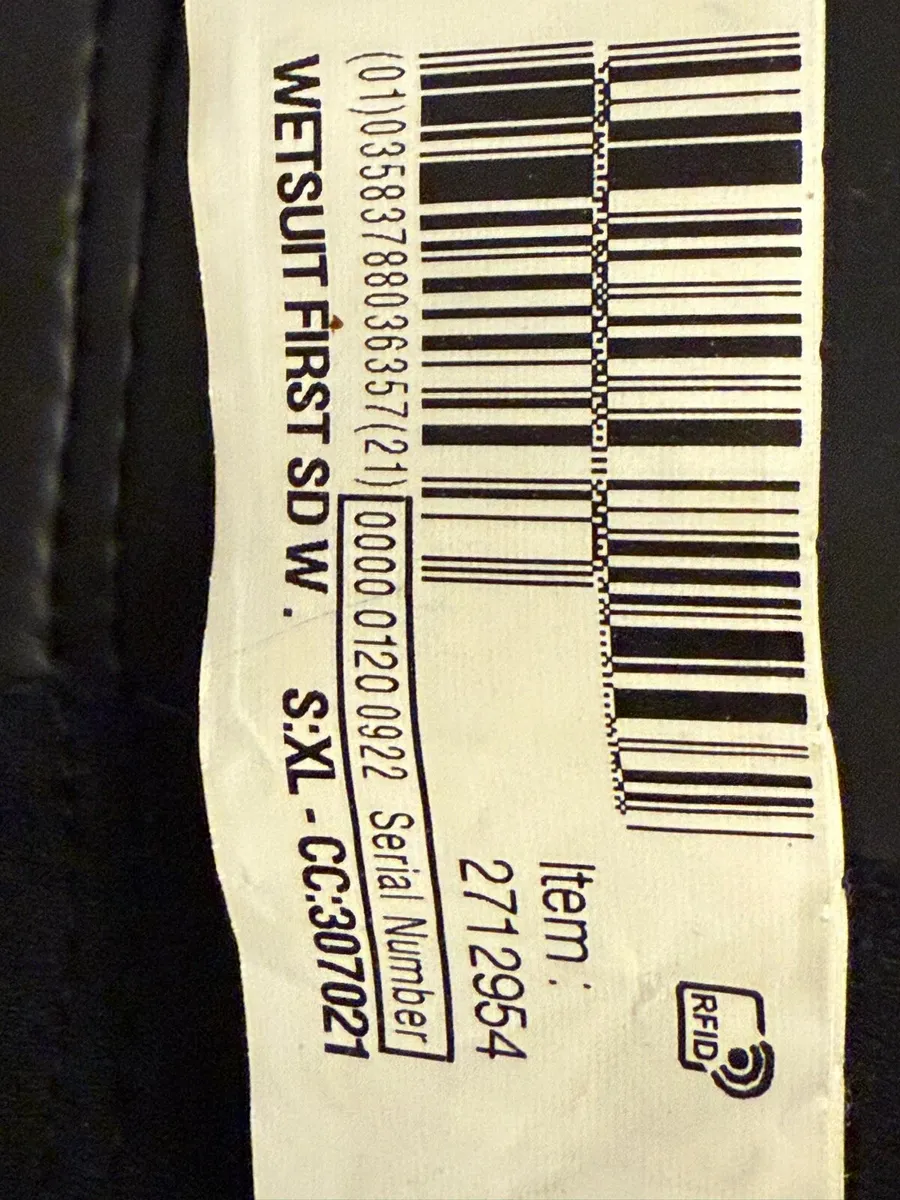 RFID
Item :
2712954
(01)03583788036357(21) 0000 0120 0922 Serial Number
WETSUIT FIRST SD W . S:XL - CC:307021